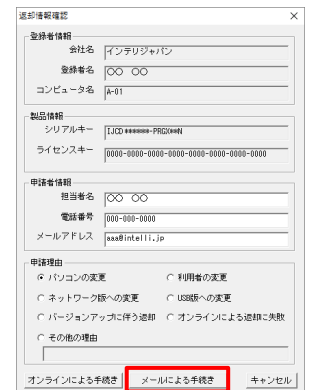 返却情報確認
登録者情報
会社名 インテリジャパン
登録者名 〇〇 〇〇
コンピュータ名 A-01
製品情報
シリアルキー IJCD******-PRGX**N
ライセンスキー 0000-0000-0000-0000-0000-0000-0000
申請者情報
担当者名 〇〇 〇〇
電話番号 000-000-0000
メールアドレス aaa@intelli.jp
申請理由
パソコンの変更 利用者の変更
ネットワーク版への変更 USB版への変更
バージョンアップに伴う返却 オンラインによる返却に失敗
その他の理由
オンラインによる手続き メールによる手続き キャンセル